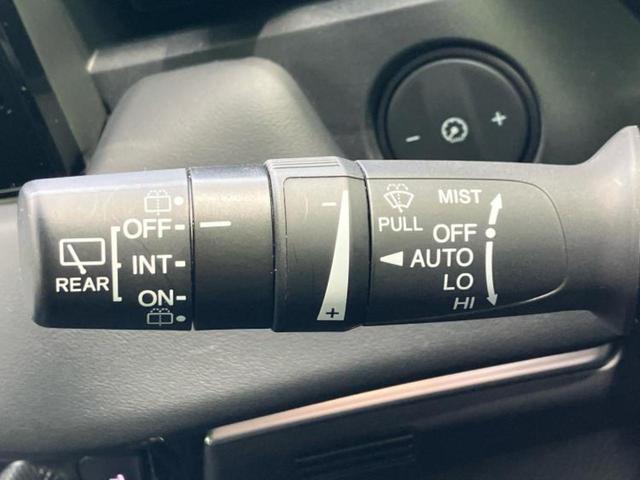 REAR
OFF
INT
ON
−
+
PULL
MIST
OFF
AUTO
LO
HI
−
+